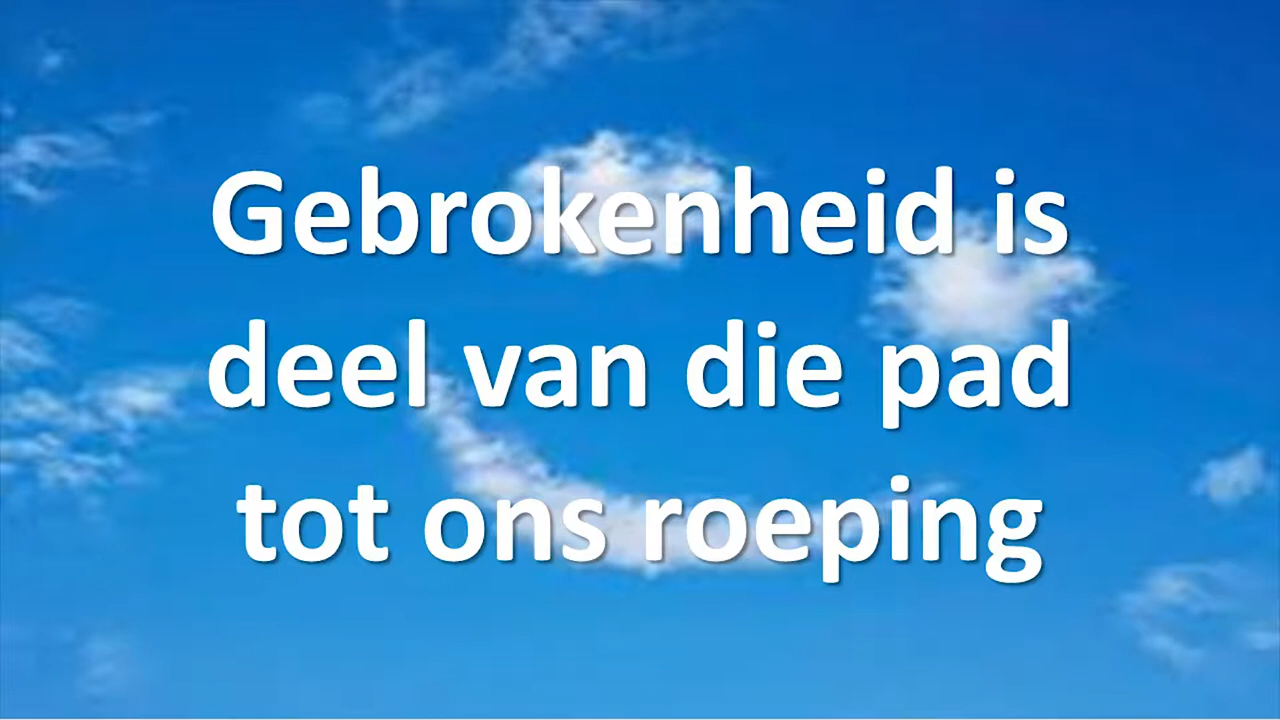 Gebrokenheid is
deel van die pad
tot ons roeping